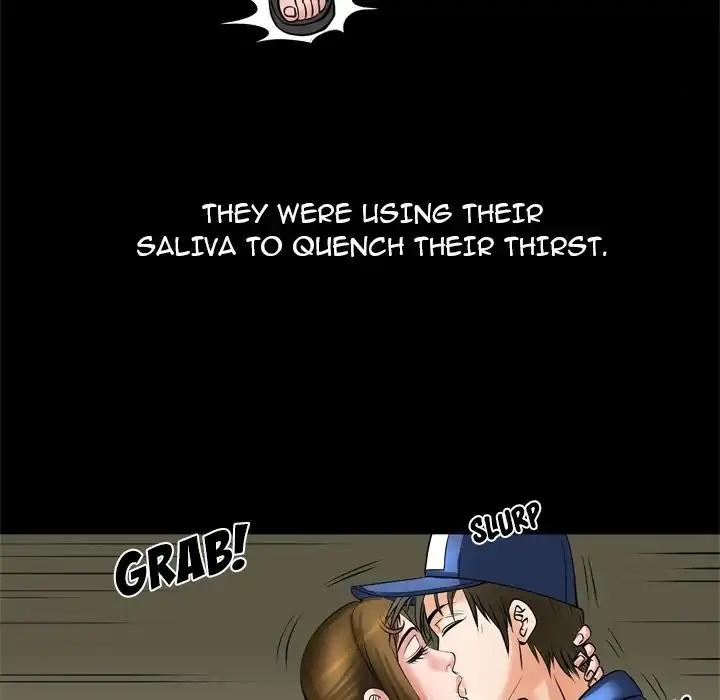 THEY WERE USING THEIR
SALIVA TO QUENCH THEIR THIRST.
SLURP
GRAB!